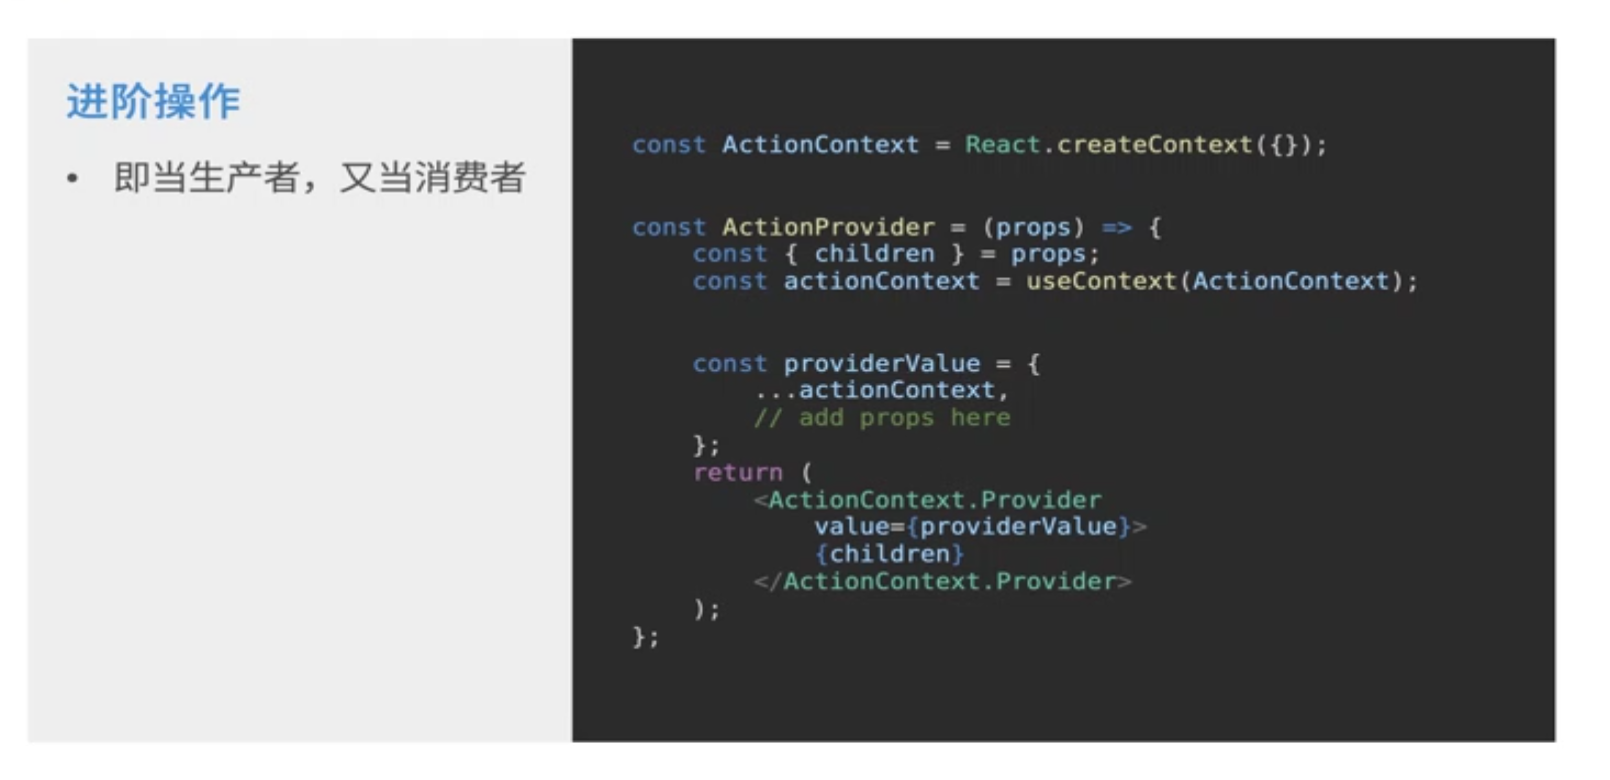 进阶操作
• 即当生产者，又当消费者
const ActionContext = React.createContext({});
const ActionProvider = (props) => {
    const { children } = props;
    const actionContext = useContext(ActionContext);
    const providerValue = {
        ...actionContext,
        // add props here
    };
    return (
        <ActionContext.Provider
            value={providerValue}>
            {children}
        </ActionContext.Provider>
    );
};